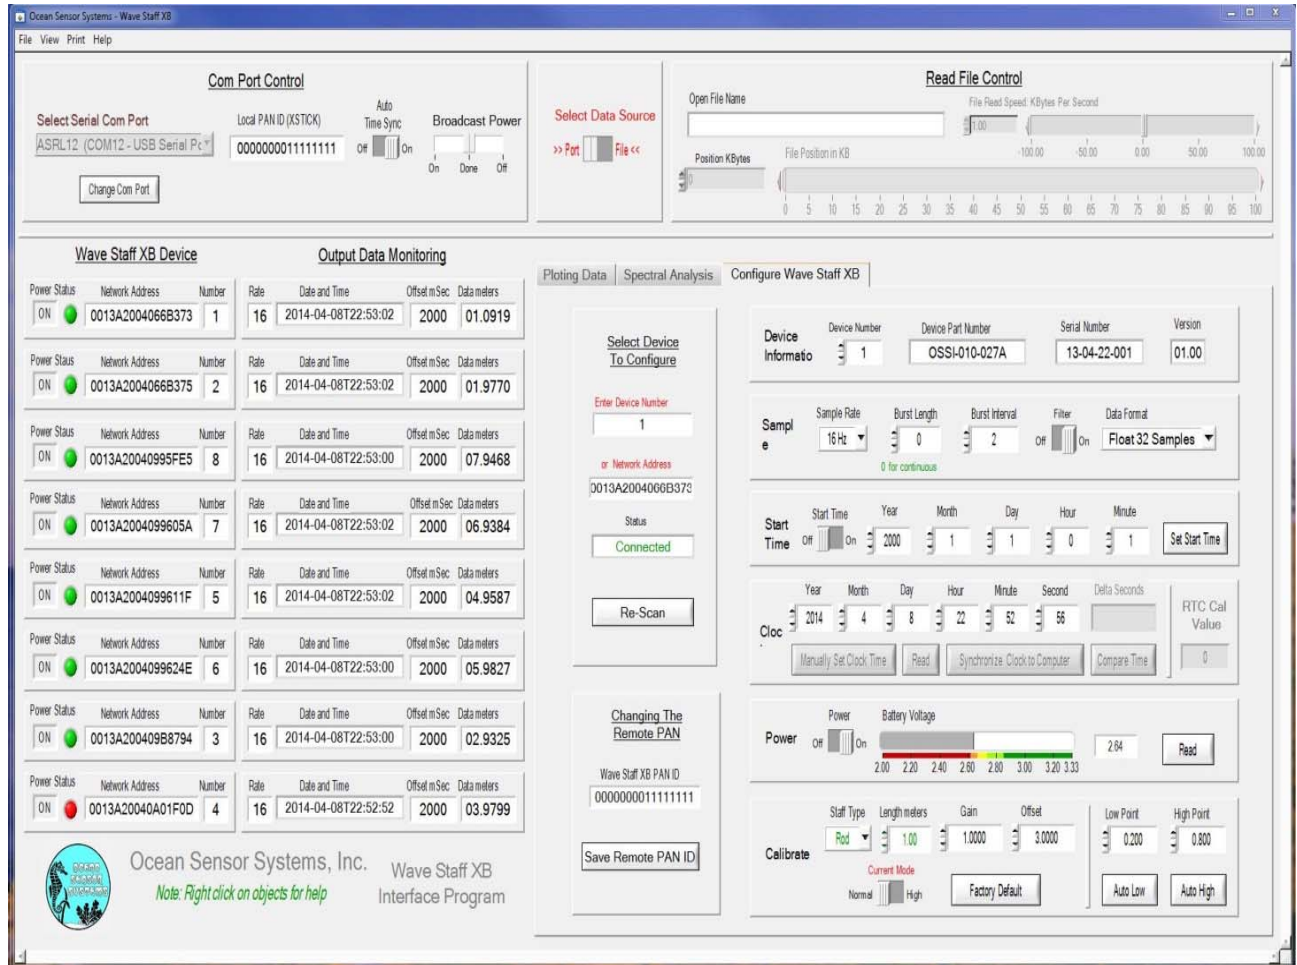 Ocean Sensor Systems - Wave Staff XB
File View Print Help
Com Port Control
Select Serial Com Port
ASRL12 (COM12 - USB Serial Pc
Change Com Port
Local PAN ID (XSTICK)
0000000011111111
Auto
Time Sync
Off On
Broadcast Power
On Done Off
Select Data Source
>> Port File <<
Read File Control
Open File Name
File Read Speed: KBytes Per Second
1.00
-100.00 -50.00 0.00 50.00 100.00
Position KBytes
0
File Position in KB
0 5 10 15 20 25 30 35 40 45 50 55 60 65 70 75 80 85 90 95 100
Wave Staff XB Device
Output Data Monitoring
Power Status Network Address Number Rate Date and Time Offset mSec Data meters
ON 0013A2004066B373 1 16 2014-04-08T22:53:02 2000 01.0919
Power Staus Network Address Number Rate Date and Time Offset mSec Data meters
ON 0013A2004066B375 2 16 2014-04-08T22:53:02 2000 01.9770
Power Staus Network Address Number Rate Date and Time Offset mSec Data meters
ON 0013A20040995FE5 8 16 2014-04-08T22:53:00 2000 07.9468
Power Status Network Address Number Rate Date and Time Offset mSec Data meters
ON 0013A2004099605A 7 16 2014-04-08T22:53:02 2000 06.9384
Power Status Network Address Number Rate Date and Time Offset mSec Data meters
ON 0013A2004099611F 5 16 2014-04-08T22:53:02 2000 04.9587
Power Status Network Address Number Rate Date and Time Offset mSec Data meters
ON 0013A2004099624E 6 16 2014-04-08T22:53:00 2000 05.9827
Power Status Network Address Number Rate Date and Time Offset mSec Data meters
ON 0013A200409B8794 3 16 2014-04-08T22:53:00 2000 02.9325
Power Status Network Address Number Rate Date and Time Offset mSec Data meters
ON 0013A20040A01F0D 4 16 2014-04-08T22:52:52 2000 03.9799
OCEAN
SENSOR
SYSTEMS
Ocean Sensor Systems, Inc.
Note: Right click on objects for help
Wave Staff XB
Interface Program
Ploting Data Spectral Analysis Configure Wave Staff XB
Select Device
To Configure
Enter Device Number
1
or Network Address
0013A2004066B373
Status
Connected
Re-Scan
Changing The
Remote PAN
Wave Staff XB PAN ID
0000000011111111
Save Remote PAN ID
Device
Informatio
Device Number Device Part Number Serial Number Version
1 OSSI-010-027A 13-04-22-001 01.00
Sampl
e
Sample Rate Burst Length Burst Interval Filter Data Format
16 Hz 0 2 Off On Float 32 Samples
0 for continuous
Start
Time
Start Time Year Month Day Hour Minute
Off On 2000 1 1 0 1 Set Start Time
Cloc
Year Month Day Hour Minute Second Delta Seconds
2014 4 8 22 52 56
Manually Set Clock Time Read Synchronize Clock to Computer Compare Time
RTC Cal
Value
0
Power
Power Battery Voltage
Off On 2.64 Read
2.00 2.20 2.40 2.60 2.80 3.00 3.20 3.33
Calibrate
Staff Type Length meters Gain Offset Low Point High Point
Rod 1.00 1.0000 3.0000 0.200 0.800
Current Mode
Normal High Factory Default Auto Low Auto High